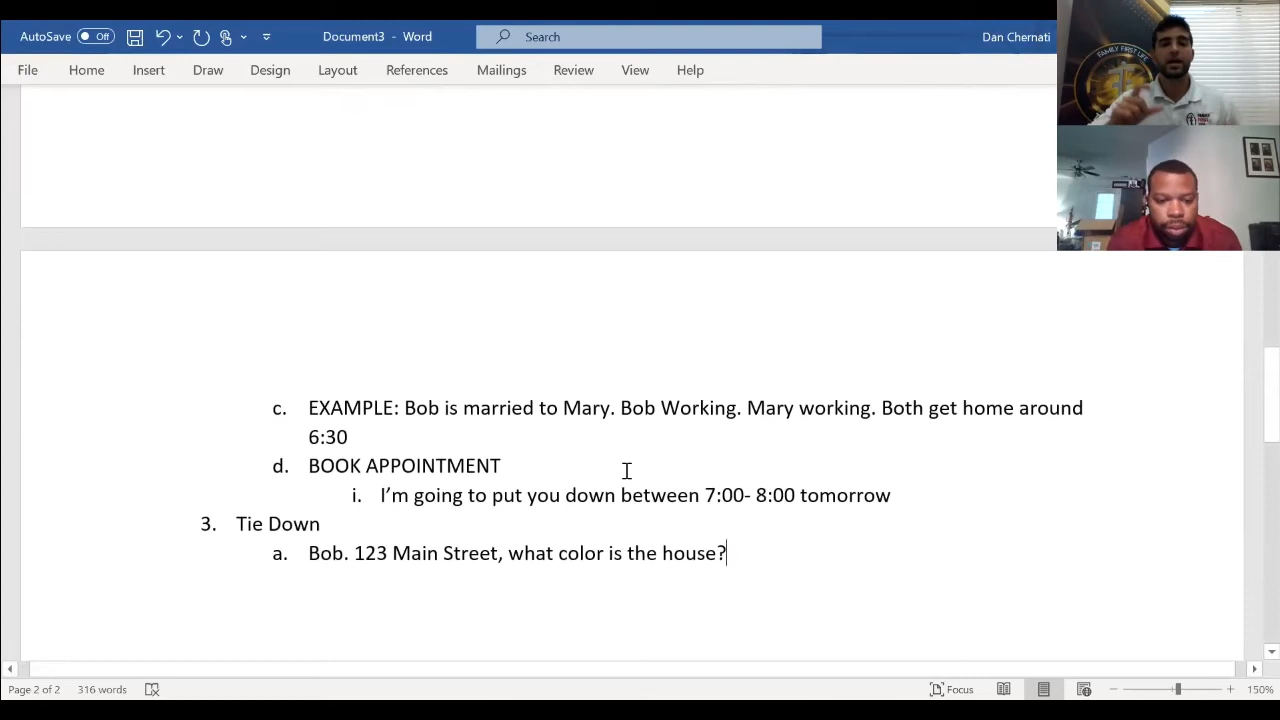 AutoSave Off Document3 - Word Search Dan Chernati
File Home Insert Draw Design Layout References Mailings Review View Help
FAMILY FIRST LIFE
c. EXAMPLE: Bob is married to Mary. Bob Working. Mary working. Both get home around
6:30
d. BOOK APPOINTMENT
i. I’m going to put you down between 7:00- 8:00 tomorrow
3. Tie Down
a. Bob. 123 Main Street, what color is the house?
Page 2 of 2 316 words Focus 150%